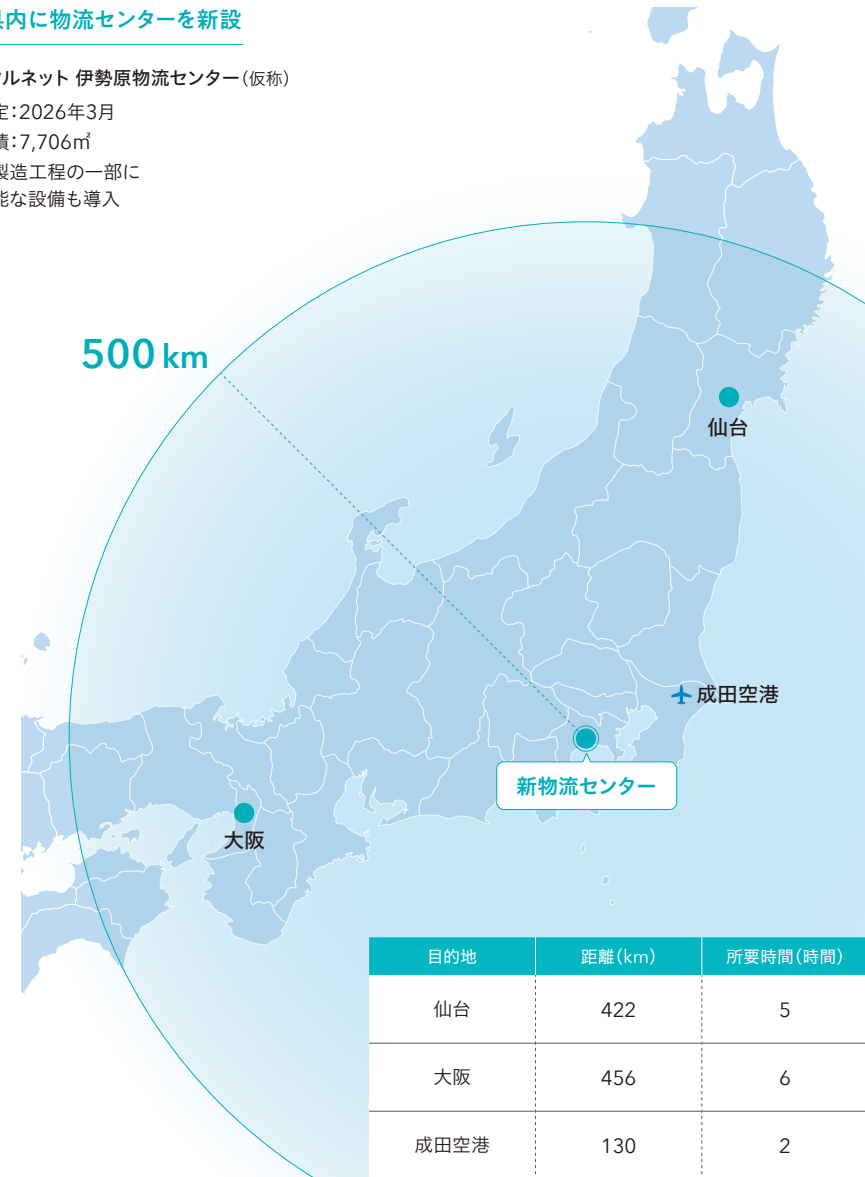 県内に物流センターを新設
ルネット 伊勢原物流センター(仮称)
定:2026年3月
積:7,706㎡
製造工程の一部に
能な設備も導入
500 km
仙台
成田空港
新物流センター
大阪
目的地 距離(km) 所要時間(時間)
仙台 422 5
大阪 456 6
成田空港 130 2